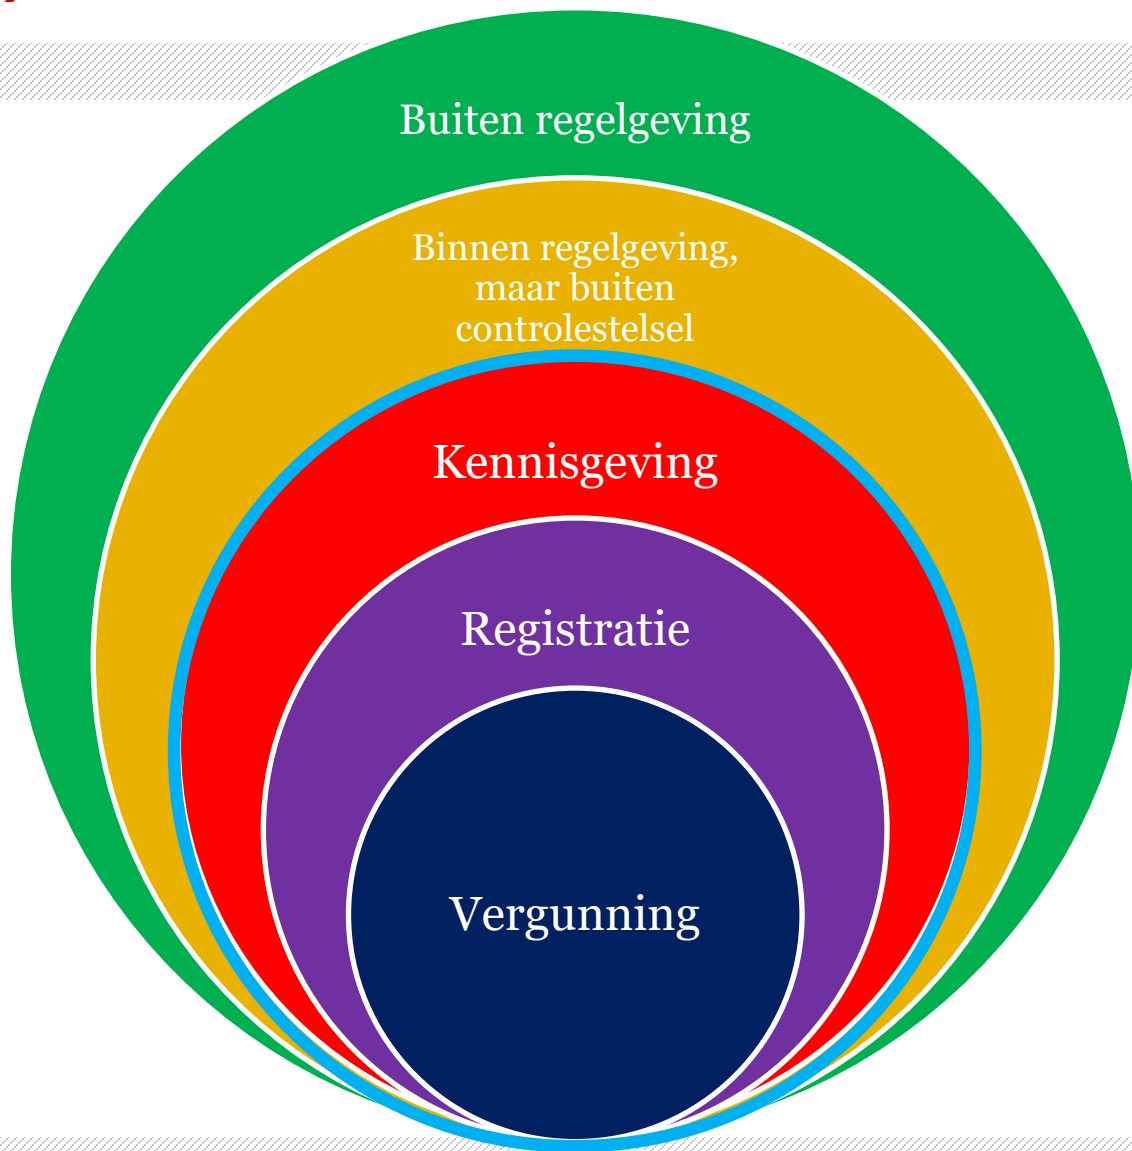 Buiten regelgeving
Binnen regelgeving,
maar buiten
controlestelsel
Kennisgeving
Registratie
Vergunning